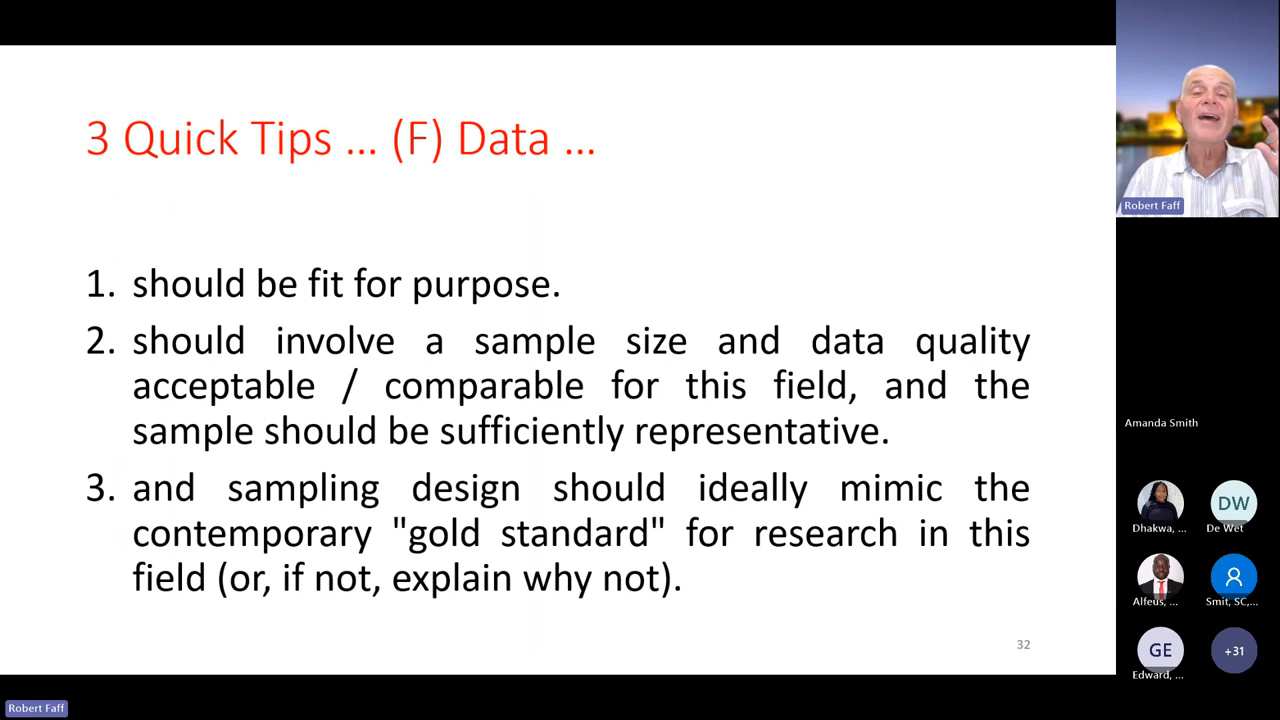 3 Quick Tips ... (F) Data ...
1. should be fit for purpose.
2. should involve a sample size and data quality
acceptable / comparable for this field, and the
sample should be sufficiently representative.
3. and sampling design should ideally mimic the
contemporary "gold standard" for research in this
field (or, if not, explain why not).
32
Robert Faff
Amanda Smith
DW
Dhakwa, ...
De Wet
Alfeus, ...
Smit, SC,...
GE
+31
Edward, ...
Robert Faff